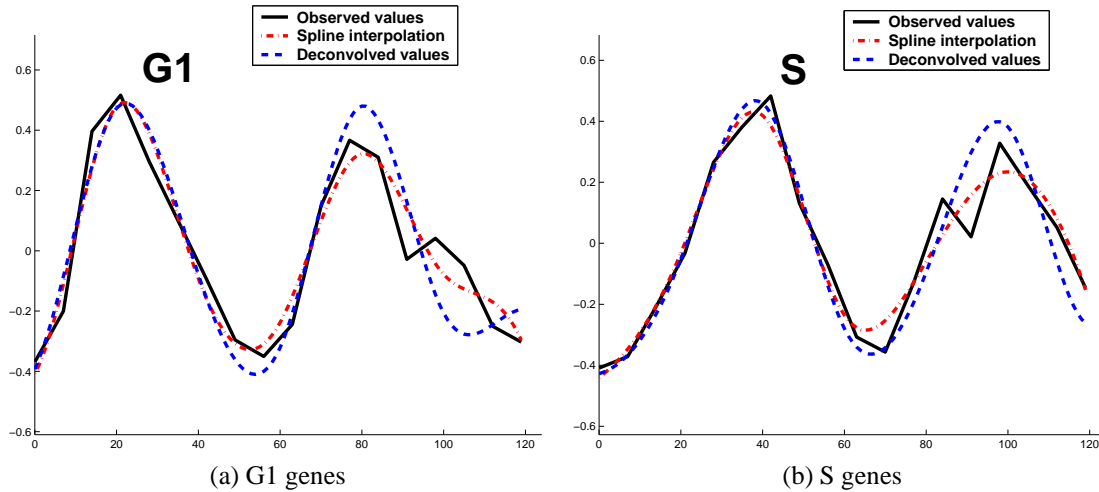 Observed values
Spline interpolation
Deconvolved values
G1
0.6
0.4
0.2
0
-0.2
-0.4
-0.6
0 20 40 60 80 100 120
(a) G1 genes
Observed values
Spline interpolation
Deconvolved values
S
0.6
0.4
0.2
0
-0.2
-0.4
-0.6
0 20 40 60 80 100 120
(b) S genes